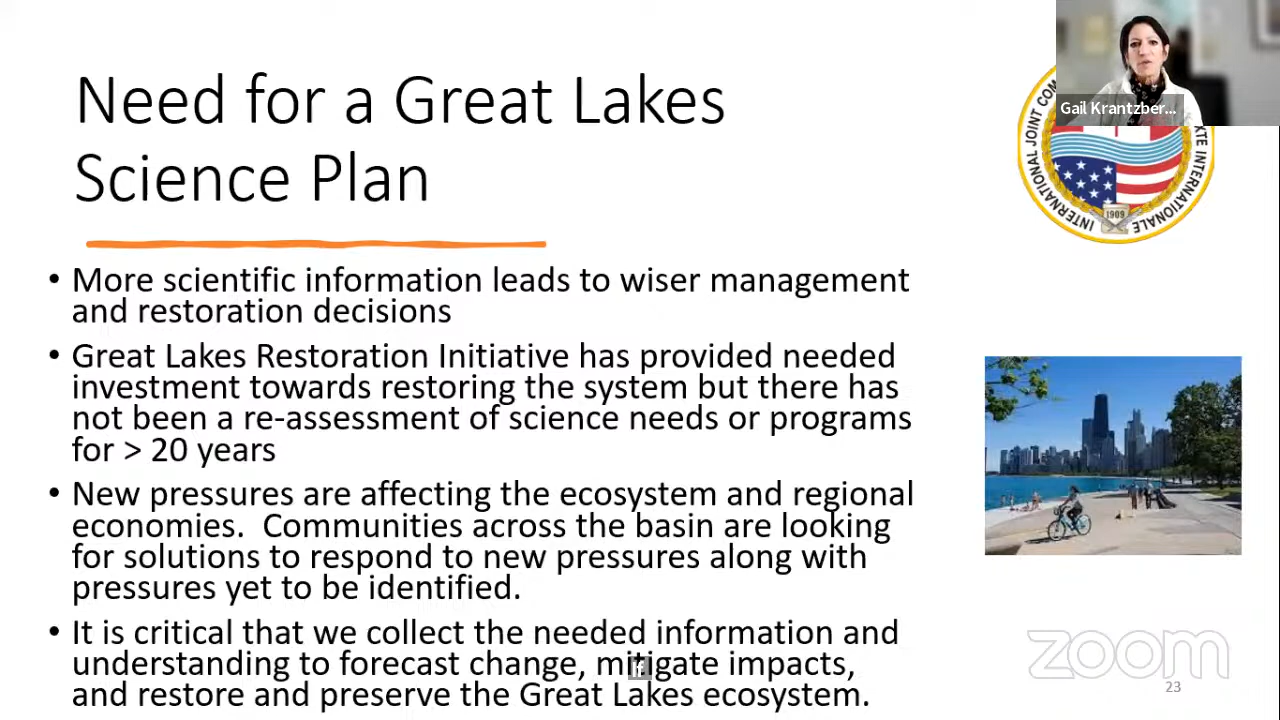 Need for a Great Lakes
Science Plan
Gail Krantzber...
INTERNATIONAL JOINT COM
XTE INTERNATIONALE
1909
• More scientific information leads to wiser management
and restoration decisions
• Great Lakes Restoration Initiative has provided needed
investment towards restoring the system but there has
not been a re-assessment of science needs or programs
for > 20 years
• New pressures are affecting the ecosystem and regional
economies.  Communities across the basin are looking
for solutions to respond to new pressures along with
pressures yet to be identified.
• It is critical that we collect the needed information and
understanding to forecast change, mitigate impacts,
and restore and preserve the Great Lakes ecosystem.
If
zoom
23